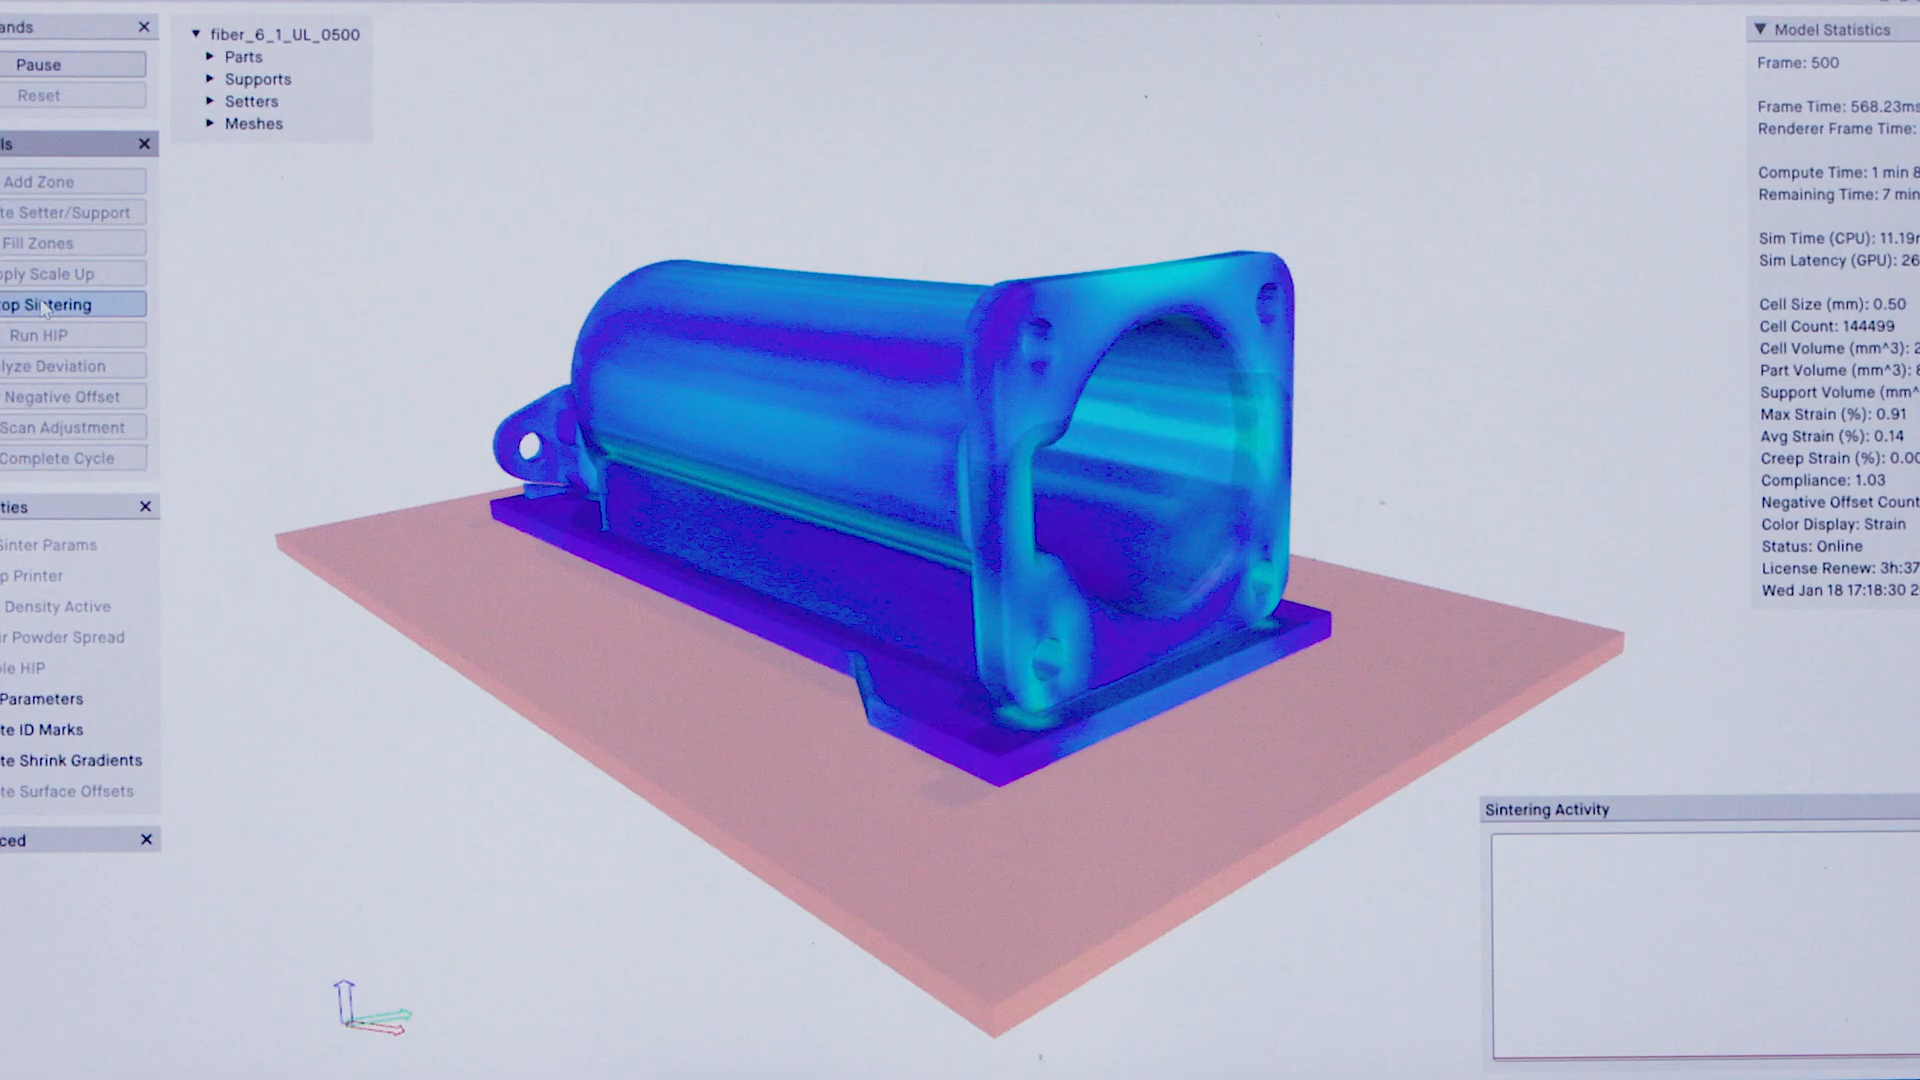 ands
Pause
Reset
ls
Add Zone
te Setter/Support
Fill Zones
pply Scale Up
top Sintering
Run HIP
lyze Deviation
Negative Offset
Scan Adjustment
Complete Cycle
ties
Sinter Params
p Printer
Density Active
ir Powder Spread
le HIP
Parameters
te ID Marks
te Shrink Gradients
te Surface Offsets
ced
fiber_6_1_UL_0500
Parts
Supports
Setters
Meshes
Model Statistics
Frame: 500
Frame Time: 568.23ms
Renderer Frame Time:
Compute Time: 1 min 8
Remaining Time: 7 min
Sim Time (CPU): 11.19
Sim Latency (GPU): 26
Cell Size (mm): 0.50
Cell Count: 144499
Cell Volume (mm^3): 2
Part Volume (mm^3): 8
Support Volume (mm^
Max Strain (%): 0.91
Avg Strain (%): 0.14
Creep Strain (%): 0.00
Compliance: 1.03
Negative Offset Count
Color Display: Strain
Status: Online
License Renew: 3h:37
Wed Jan 18 17:18:30 2
Sintering Activity